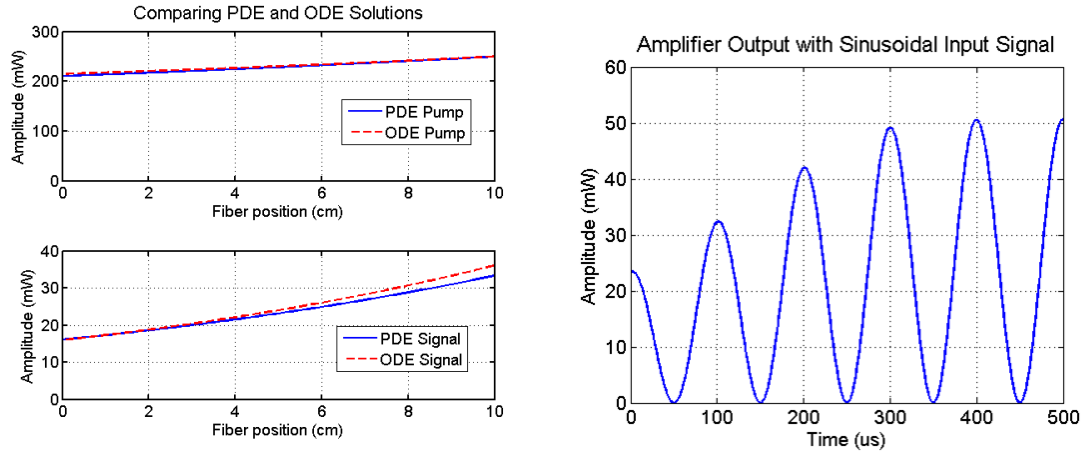 Comparing PDE and ODE Solutions
300
200
100
0
Amplitude (mW)
PDE Pump
ODE Pump
0 2 4 6 8 10
Fiber position (cm)
40
30
20
10
0
Amplitude (mW)
PDE Signal
ODE Signal
0 2 4 6 8 10
Fiber position (cm)
Amplifier Output with Sinusoidal Input Signal
60
50
40
30
20
10
0
Amplitude (mW)
0 100 200 300 400 500
Time (us)